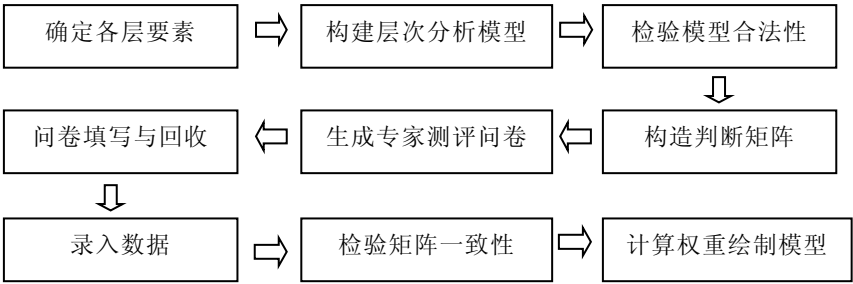 确定各层要素
构建层次分析模型
检验模型合法性
构造判断矩阵
生成专家测评问卷
问卷填写与回收
录入数据
检验矩阵一致性
计算权重绘制模型